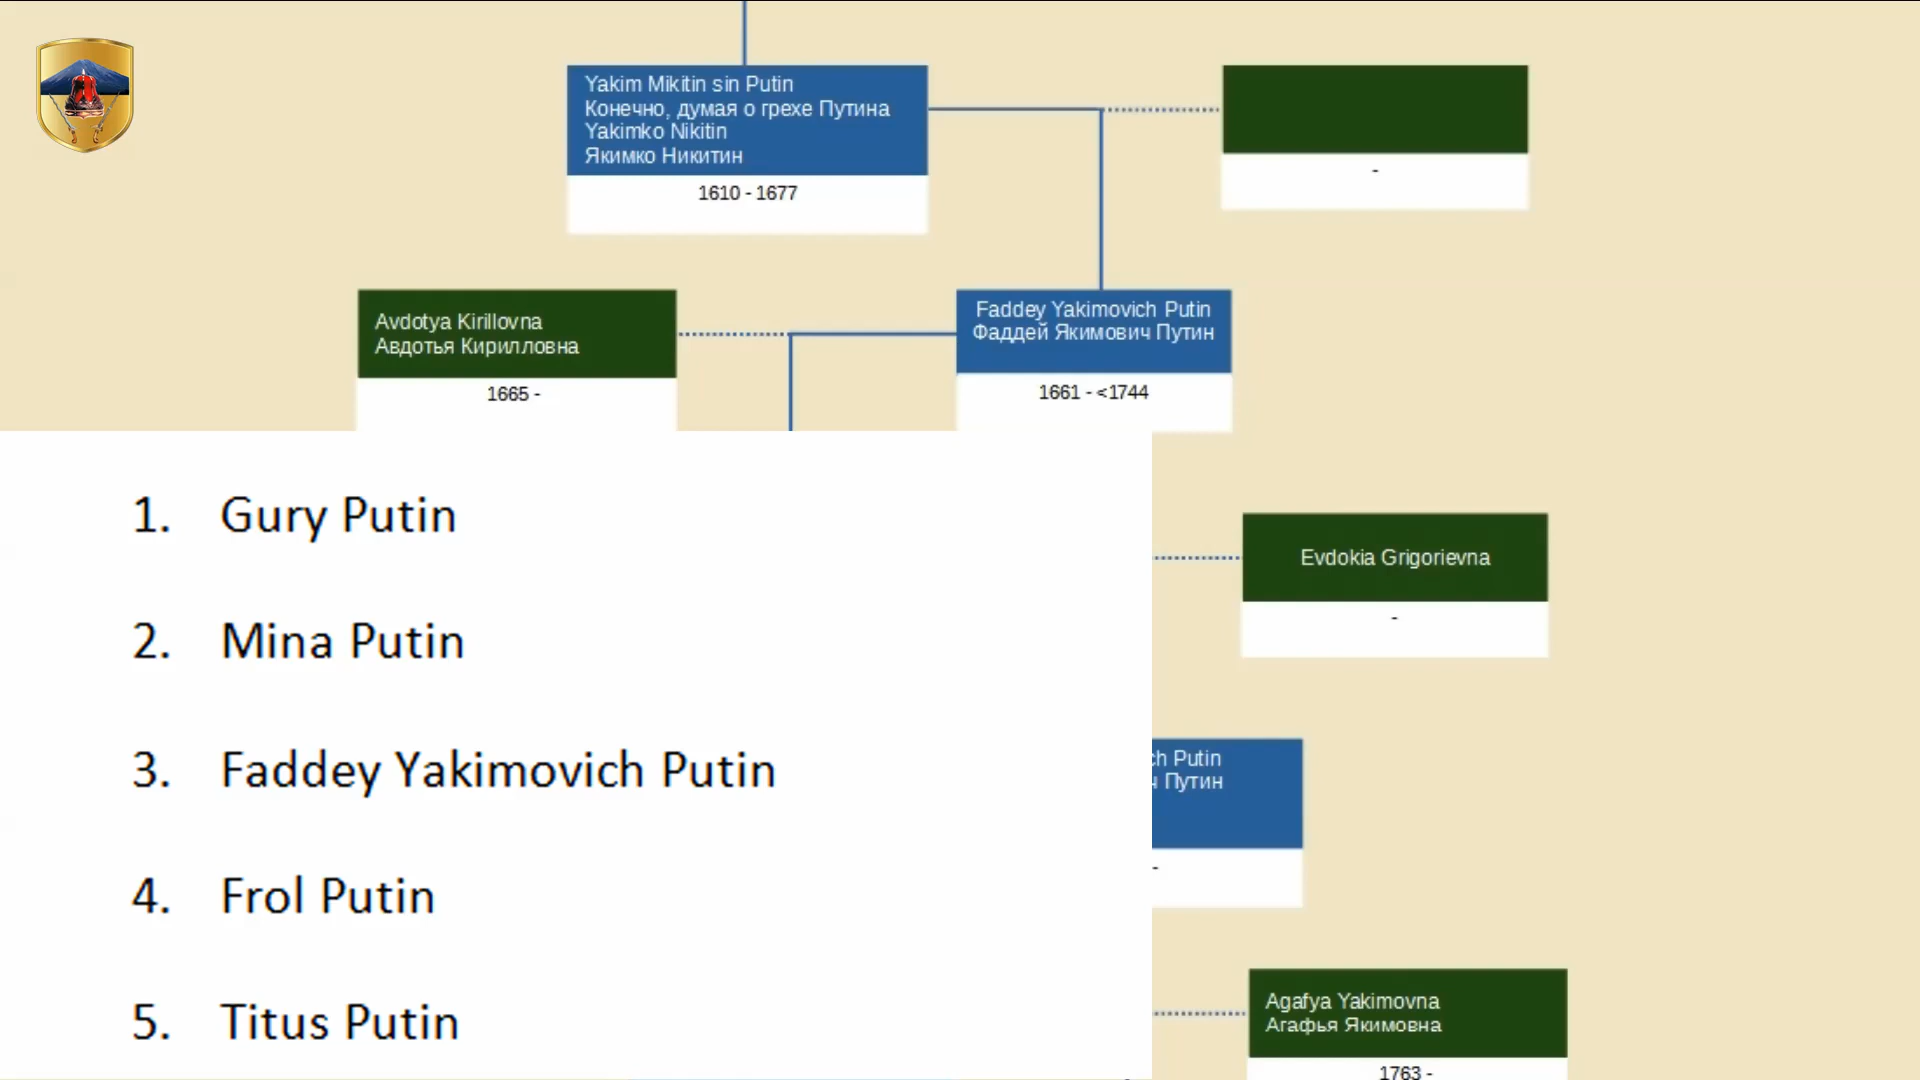 Yakim Mikitin sin Putin
Конечно, думая о грехе Путина
Yakimko Nikitin
Якимко Никитин
1610 - 1677
-
Avdotya Kirillovna
Авдотья Кирилловна
1665 -
Faddey Yakimovich Putin
Фаддей Якимович Путин
1661 - <1744
1. Gury Putin
2. Mina Putin
3. Faddey Yakimovich Putin
4. Frol Putin
5. Titus Putin
Evdokia Grigorievna
-
ch Putin
ч Путин
-
Agafya Yakimovna
Агафья Якимовна
1763 -